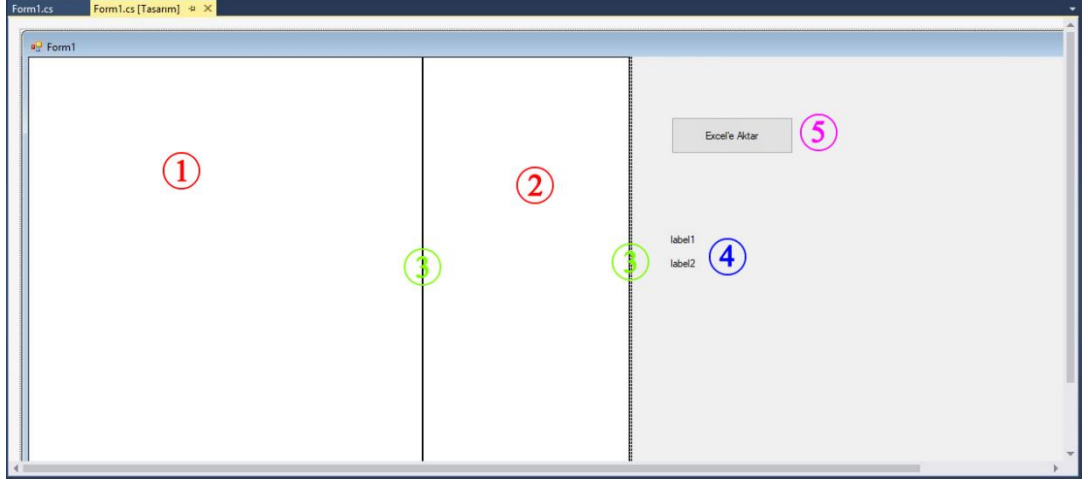 Form1.cs
Form1.cs [Tasarım]
Form1
Excel'e Aktar
5
1
2
label1
label2
4
3
3